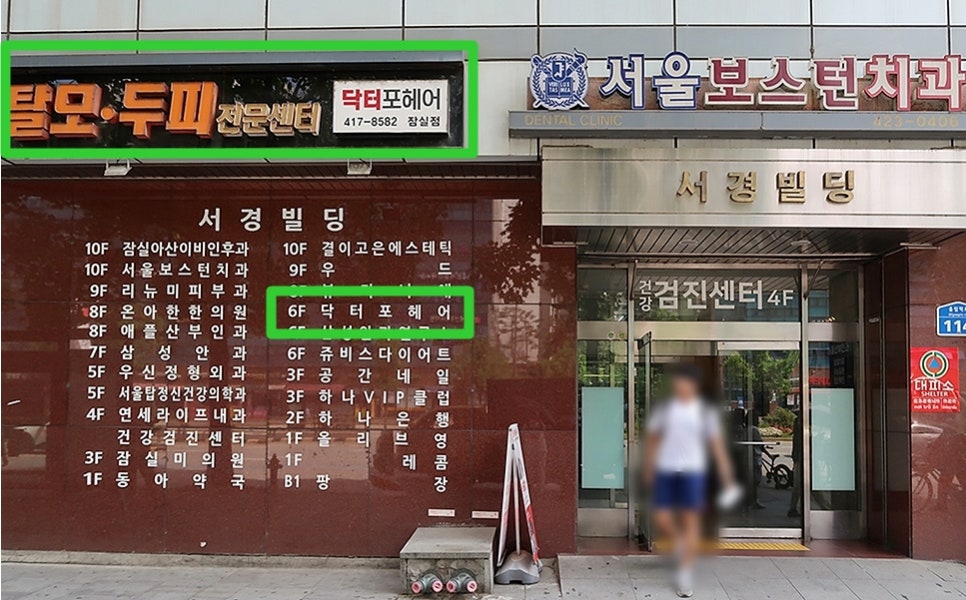 탈모·두피 전문센터
닥터포헤어
417-8582 잠실점
서울보스턴치과
DENTAL CLINIC
423-0406
서경빌딩
서경빌딩
10F 잠실아산이비인후과
10F 서울보스턴치과
9F 리뉴미피부과
8F 온아한한의원
8F 애플산부인과
7F 삼성안과
5F 우신정형외과
5F 서울탑정신건강의학과
4F 연세라이프내과
건강검진센터
3F 잠실미의원
1F 동아약국
10F 결이고은에스테틱
9F 우드
6F 닥터포헤어
6F 쥬비스다이어트
3F 공간네일
3F 하나VIP클럽
2F 하나은행
1F 올리브영
1F 레콤
B1 팡장
건강검진센터 4F
114
대피소
SHELTER